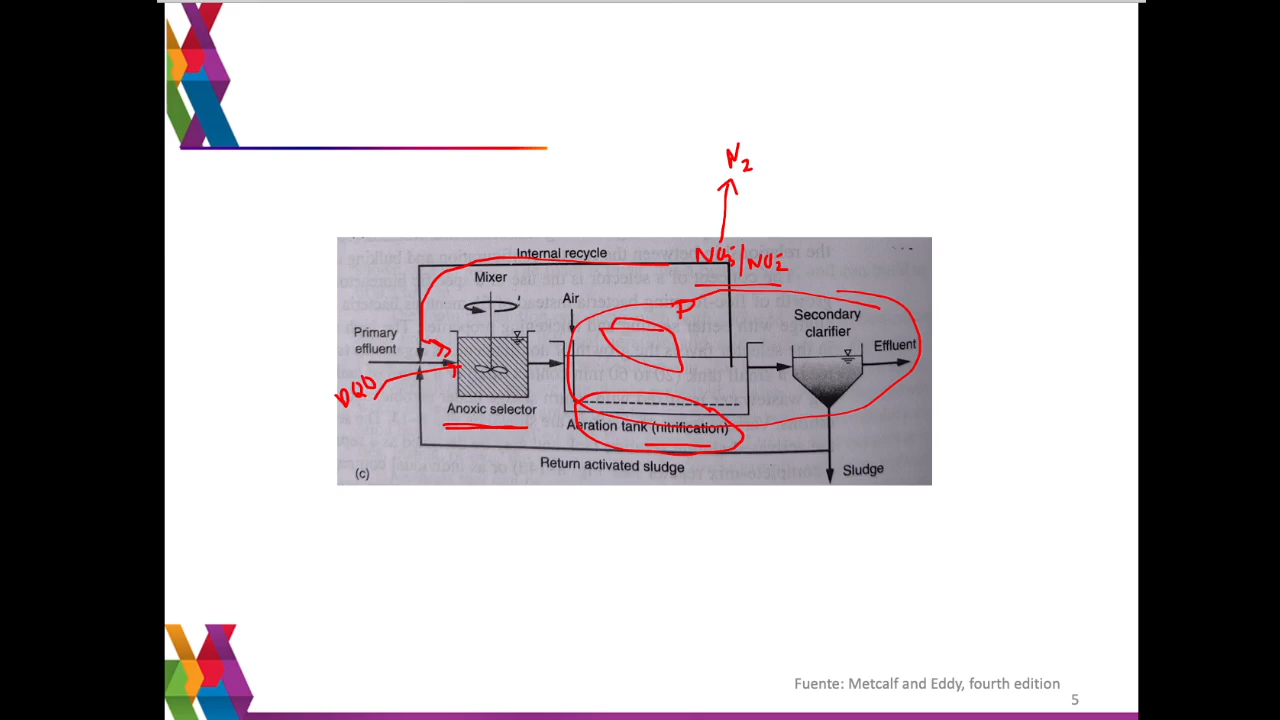 N2
Internal recycle
NO3-/NO2-
Mixer
Air
P
Secondary
clarifier
Primary
effluent
Effluent
DQO
Anoxic selector
Aeration tank (nitrification)
Return activated sludge
Sludge
(c)
Fuente: Metcalf and Eddy, fourth edition
5